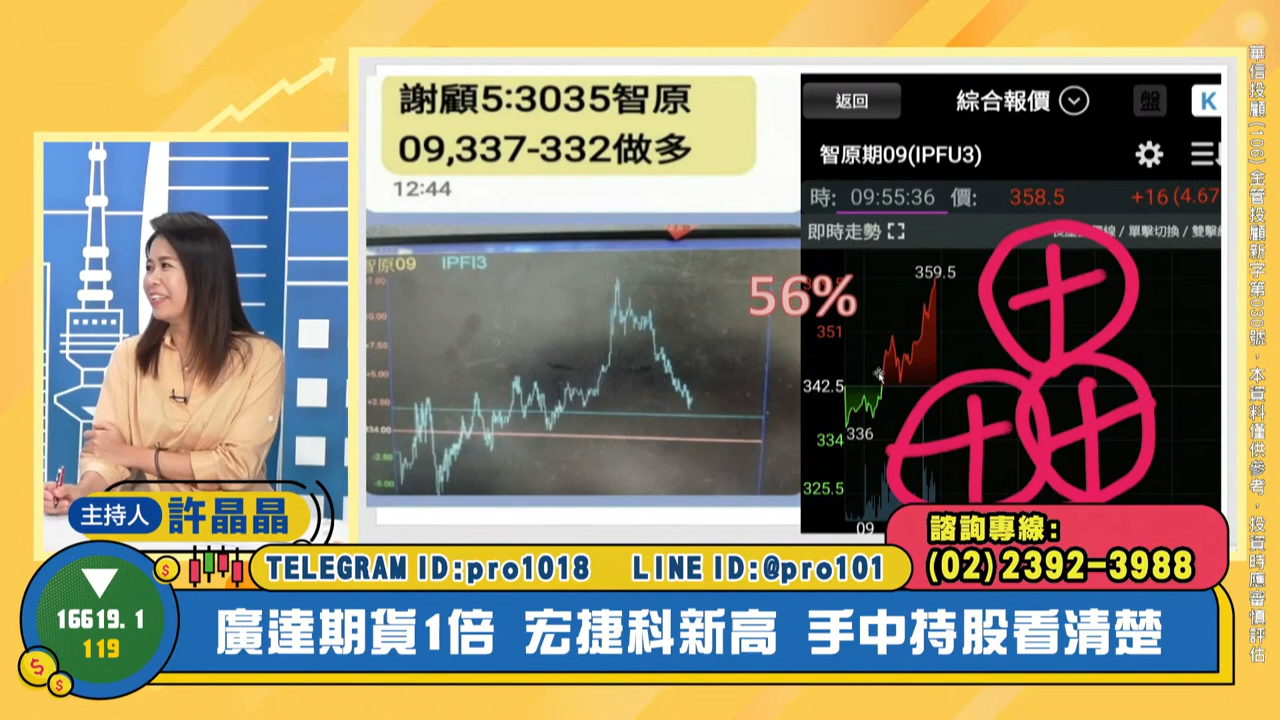 謝顧5:3035智原
09,337-332做多
12:44
智原09 IPFI3
334.00
56%
返回
綜合報價
盤
K
智原期09(IPFU3)
時: 09:55:36 價: 358.5 +16(4.67
即時走勢
359.5
351
342.5
334
336
325.5
09
主持人 許晶晶
諮詢專線:
(02)2392-3988
TELEGRAM ID:pro1018 LINE ID:@pro101
16619.1
119
廣達期貨1倍 宏捷科新高 手中持股看清楚
華信投顧(106)金管投顧新字第030號,本資料僅供參考,投資時應審慎評估